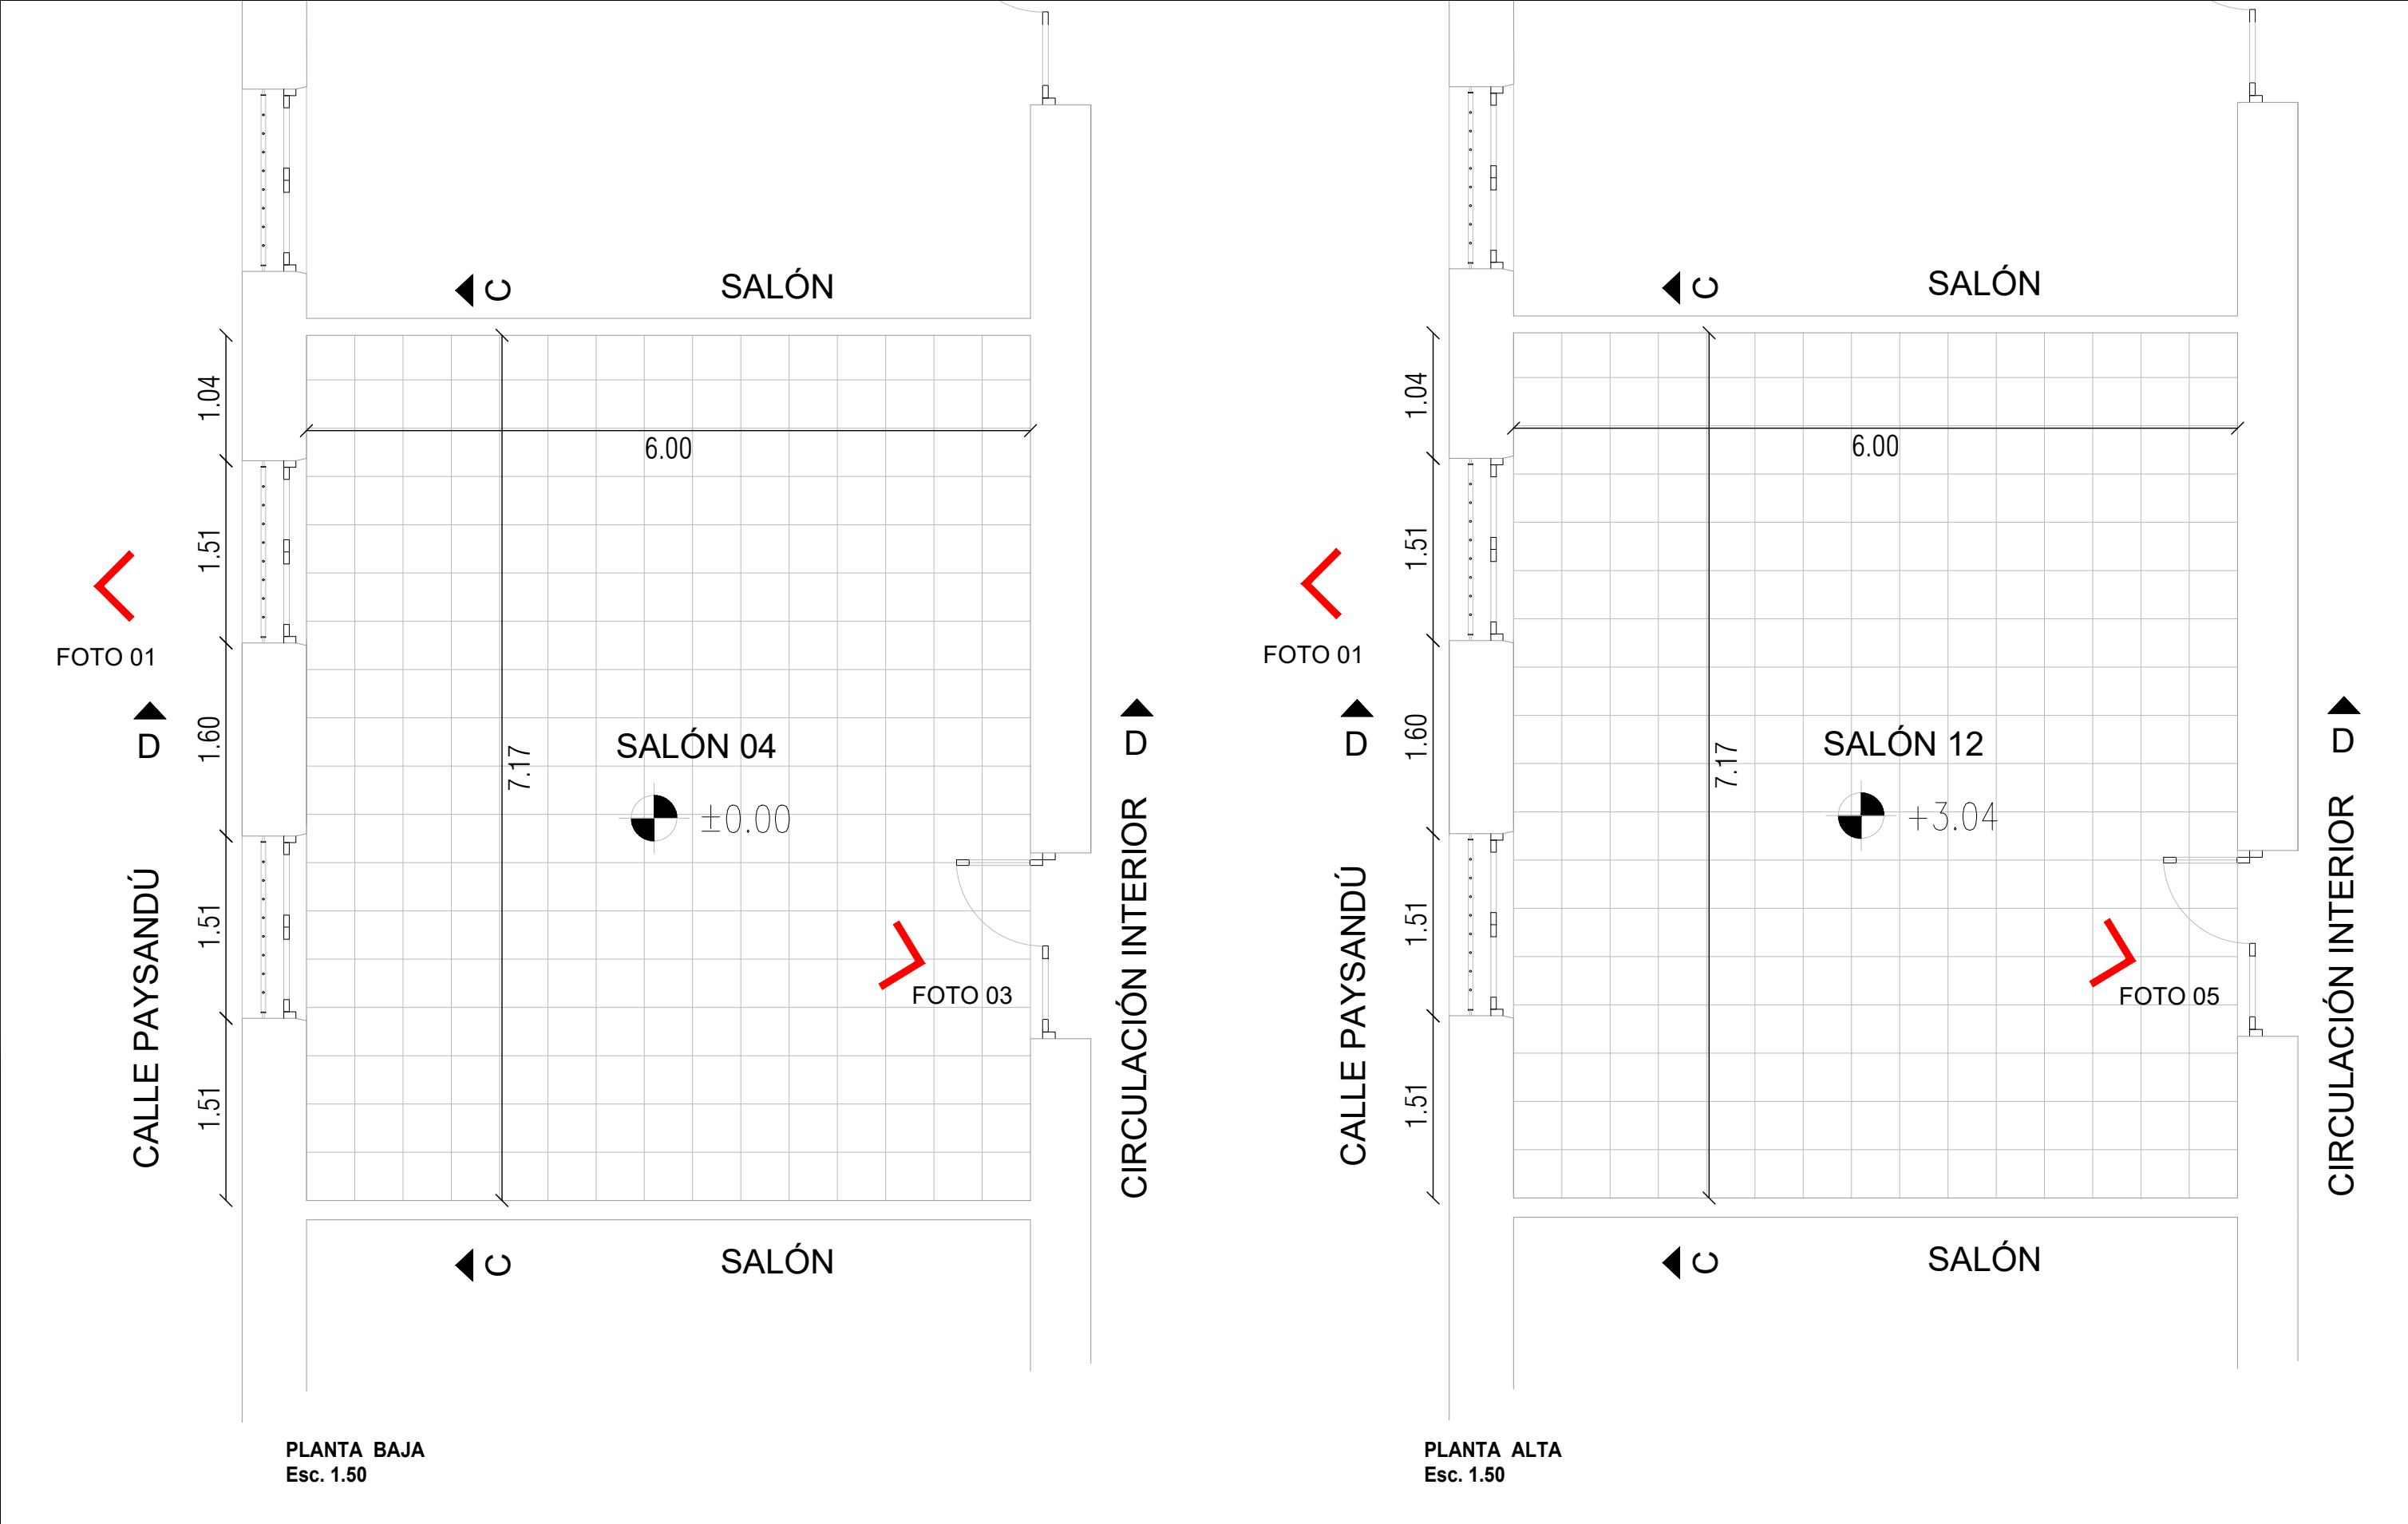 C
SALÓN
1.04
6.00
1.51
FOTO 01
D
1.60
SALÓN 04
7.17
±0.00
D
CALLE PAYSANDÚ
1.51
CIRCULACIÓN INTERIOR
FOTO 03
1.51
C
SALÓN
PLANTA BAJA
Esc. 1.50
C
SALÓN
1.04
6.00
1.51
FOTO 01
D
1.60
SALÓN 12
7.17
+3.04
D
CALLE PAYSANDÚ
1.51
CIRCULACIÓN INTERIOR
FOTO 05
1.51
C
SALÓN
PLANTA ALTA
Esc. 1.50